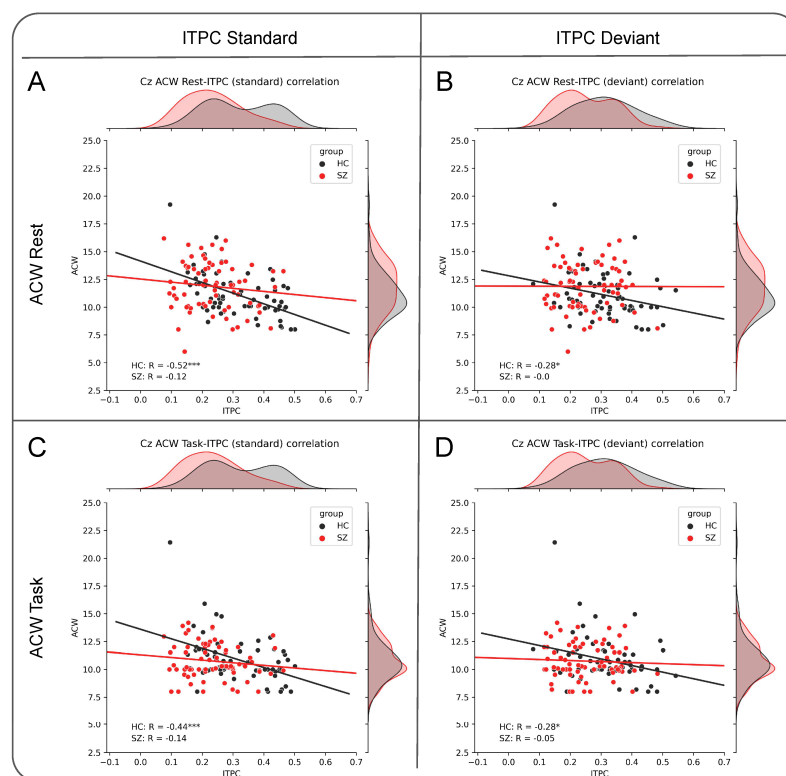 ITPC Standard
ITPC Deviant
ACW Rest
A
Cz ACW Rest-ITPC (standard) correlation
25.0
22.5
20.0
17.5
15.0
12.5
10.0
7.5
5.0
2.5
ACW
group
HC
SZ
HC: R = -0.52***
SZ: R = -0.12
−0.1 0.0 0.1 0.2 0.3 0.4 0.5 0.6 0.7
ITPC
B
Cz ACW Rest-ITPC (deviant) correlation
25.0
22.5
20.0
17.5
15.0
12.5
10.0
7.5
5.0
2.5
ACW
group
HC
SZ
HC: R = -0.28*
SZ: R = -0.0
−0.1 0.0 0.1 0.2 0.3 0.4 0.5 0.6 0.7
ITPC
ACW Task
C
Cz ACW Task-ITPC (standard) correlation
25.0
22.5
20.0
17.5
15.0
12.5
10.0
7.5
5.0
2.5
ACW
group
HC
SZ
HC: R = -0.44***
SZ: R = -0.14
−0.1 0.0 0.1 0.2 0.3 0.4 0.5 0.6 0.7
ITPC
D
Cz ACW Task-ITPC (deviant) correlation
25.0
22.5
20.0
17.5
15.0
12.5
10.0
7.5
5.0
2.5
ACW
group
HC
SZ
HC: R = -0.28*
SZ: R = -0.05
−0.1 0.0 0.1 0.2 0.3 0.4 0.5 0.6 0.7
ITPC